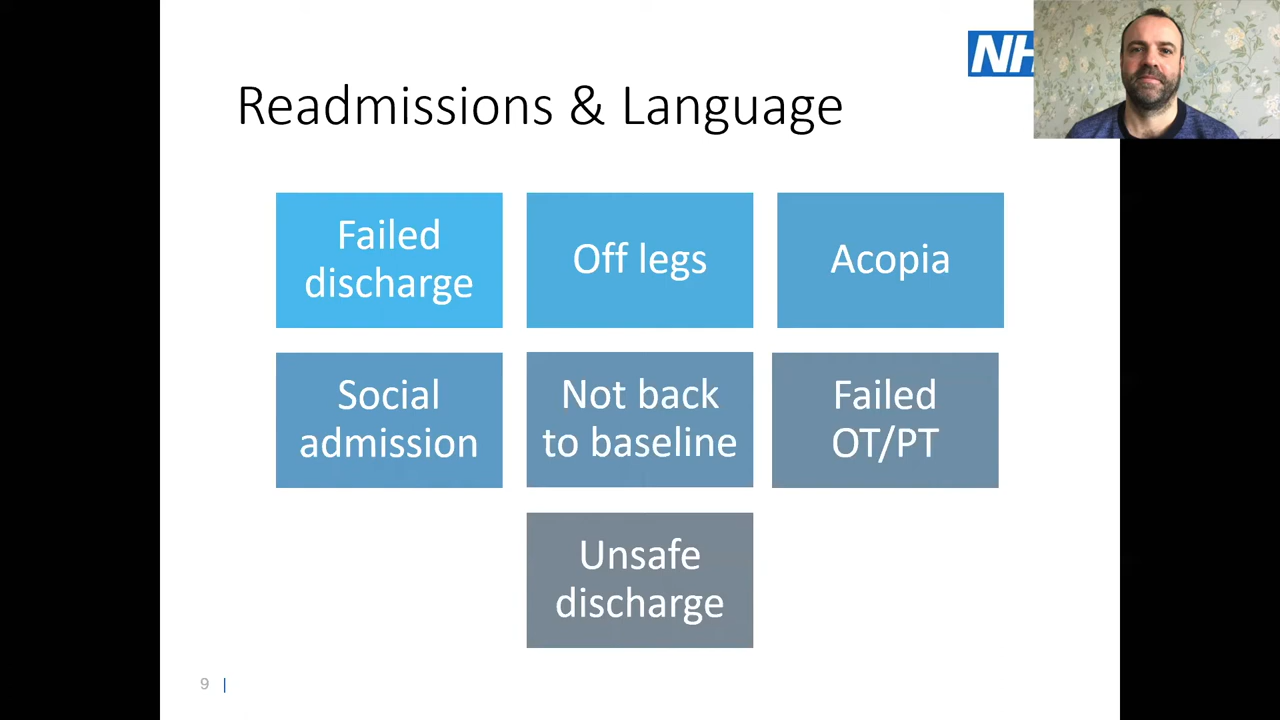 NH
Readmissions & Language
Failed
discharge
Off legs
Acopia
Social
admission
Not back
to baseline
Failed
OT/PT
Unsafe
discharge
9 |